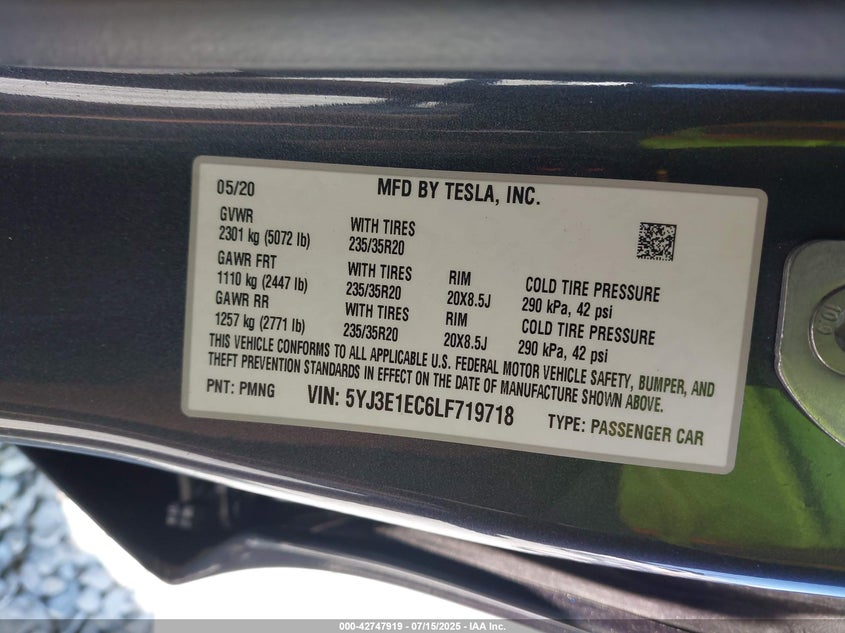 05/20
MFD BY TESLA, INC.
GVWR
2301 kg (5072 lb)
WITH TIRES
235/35R20
GAWR FRT
1110 kg (2447 lb)
WITH TIRES
235/35R20
RIM
20X8.5J
COLD TIRE PRESSURE
290 kPa, 42 psi
GAWR RR
1257 kg (2771 lb)
WITH TIRES
235/35R20
RIM
20X8.5J
COLD TIRE PRESSURE
290 kPa, 42 psi
THIS VEHICLE CONFORMS TO ALL APPLICABLE U.S. FEDERAL MOTOR VEHICLE SAFETY, BUMPER, AND
THEFT PREVENTION STANDARDS IN EFFECT ON THE DATE OF MANUFACTURE SHOWN ABOVE.
PNT: PMNG
VIN: 5YJ3E1EC6LF719718
TYPE: PASSENGER CAR
10.9
000-42747919 - 07/15/2025 - IAA Inc.